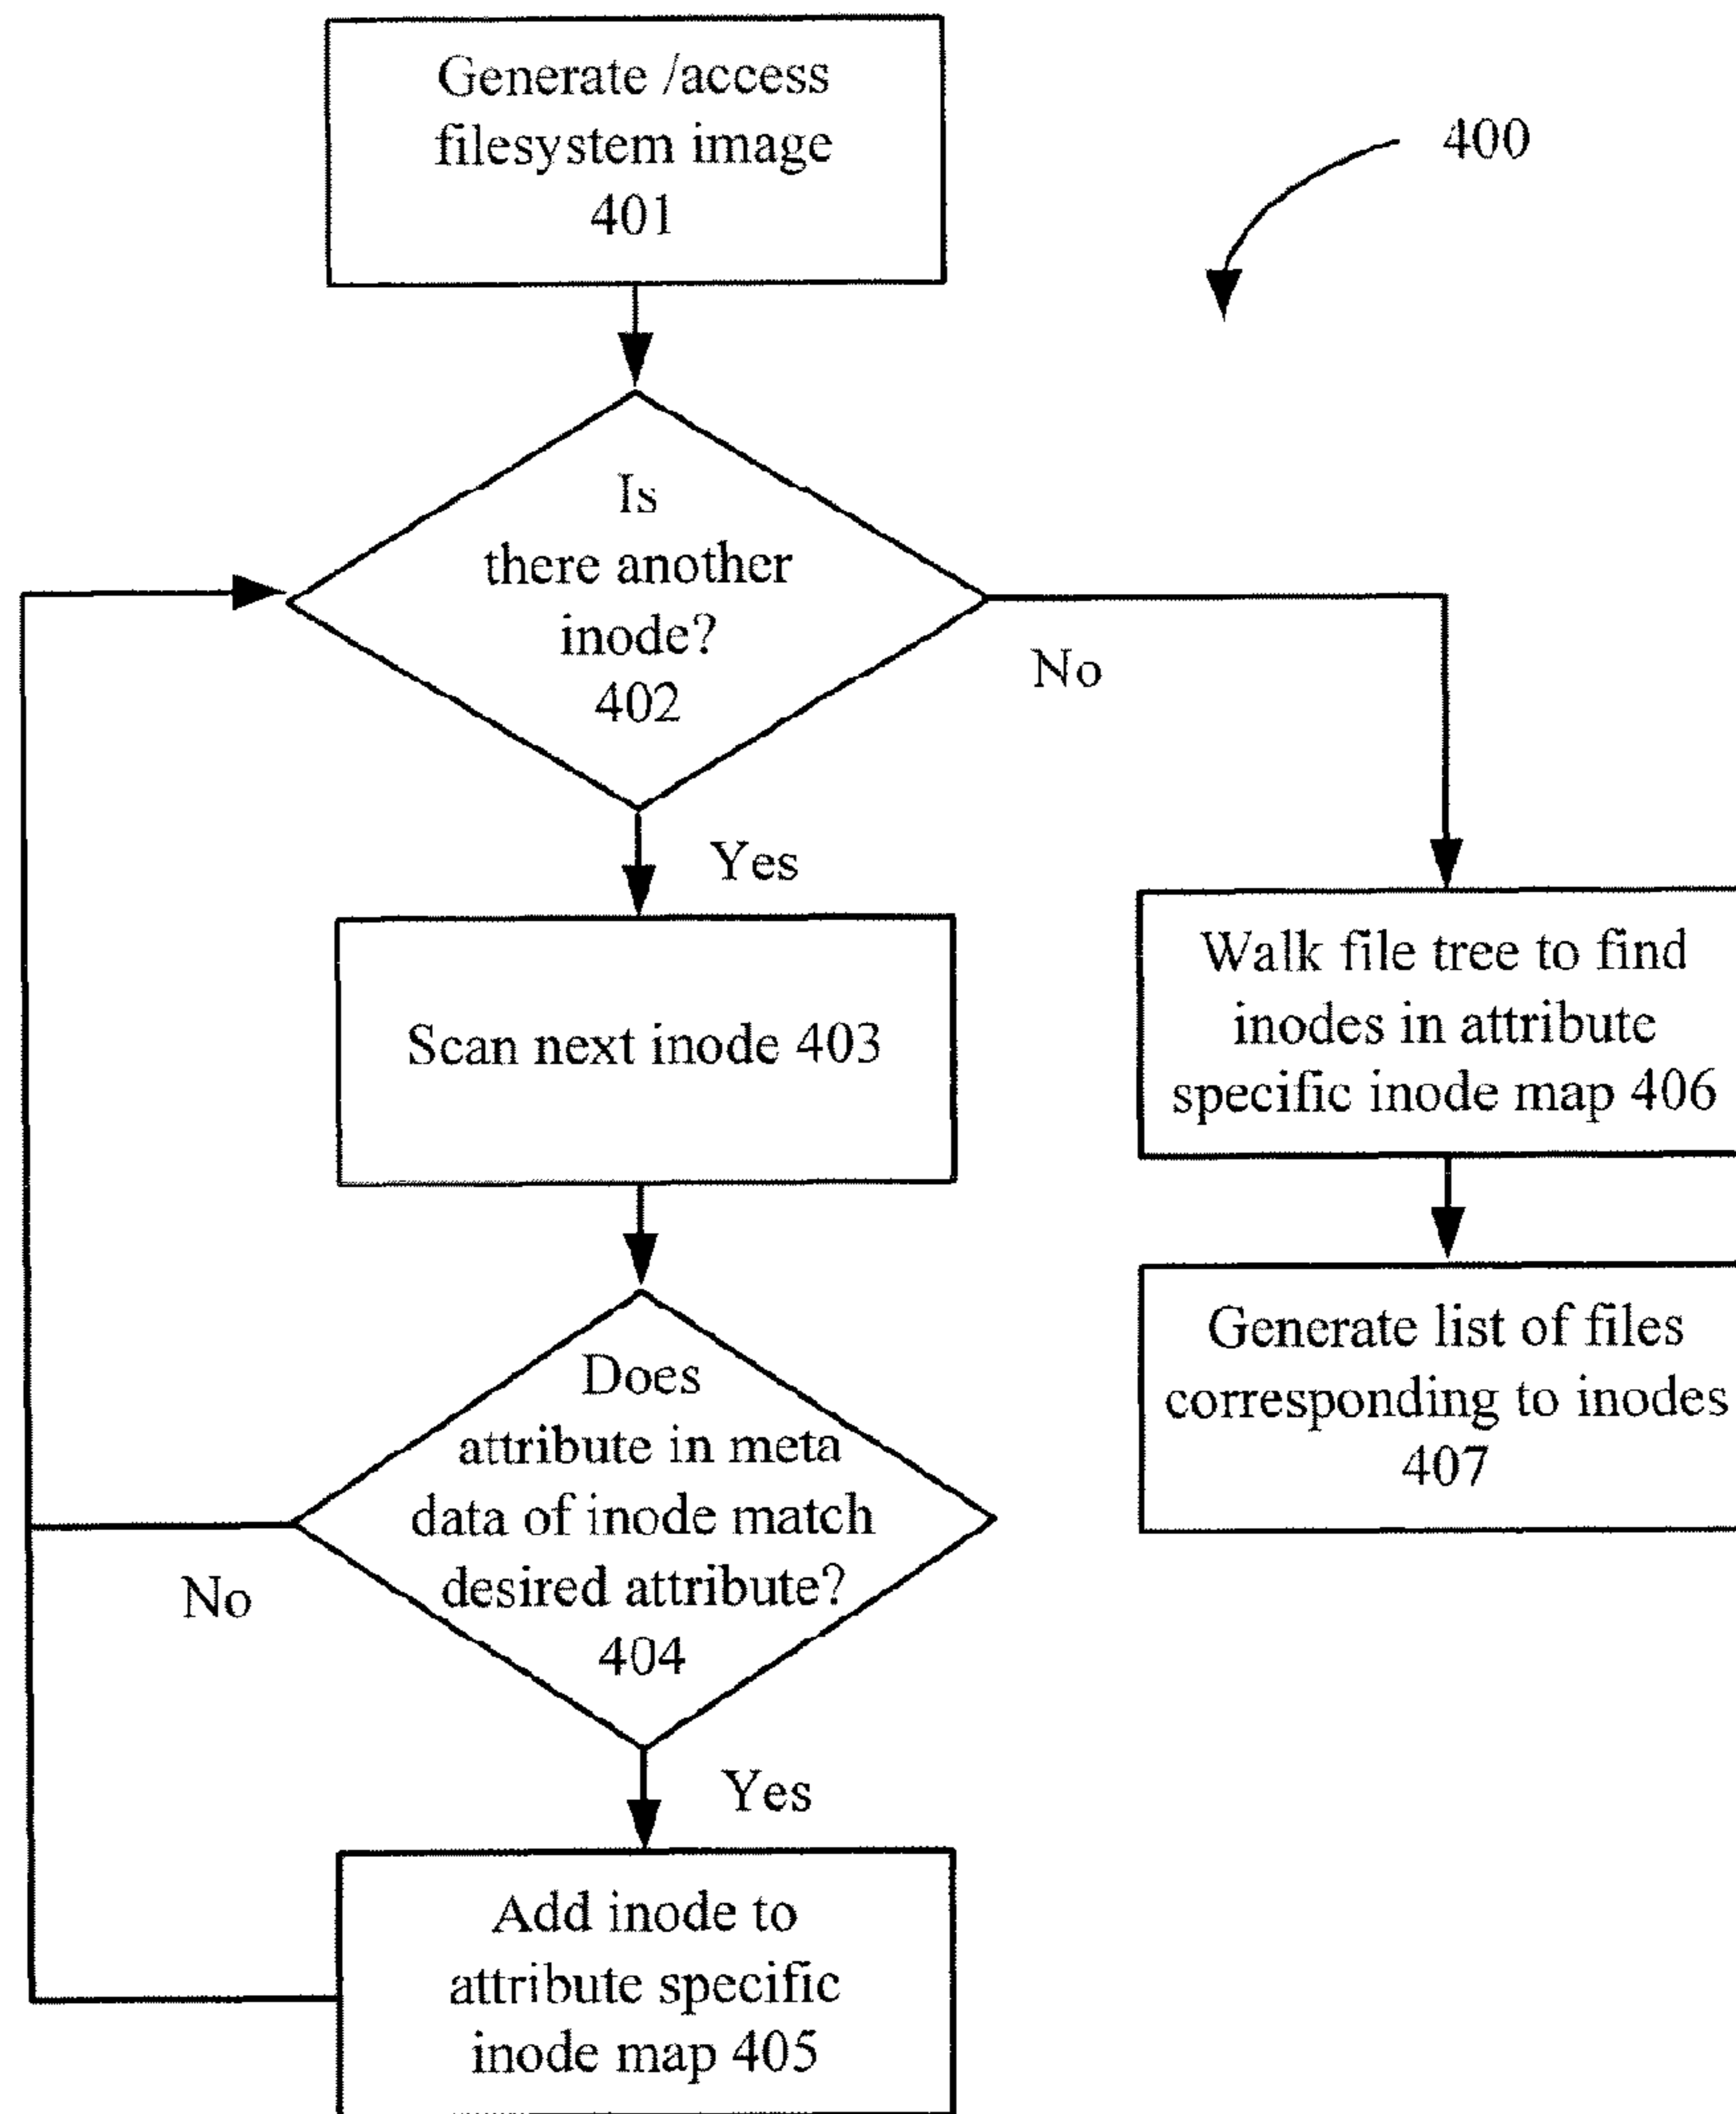 Generate /access
filesystem image
401
400
Is
there another
inode?
402
No
Yes
Scan next inode 403
Walk file tree to find
inodes in attribute
specific inode map 406
Does
attribute in meta
data of inode match
desired attribute?
404
Generate list of files
corresponding to inodes
407
No
Yes
Add inode to
attribute specific
inode map 405